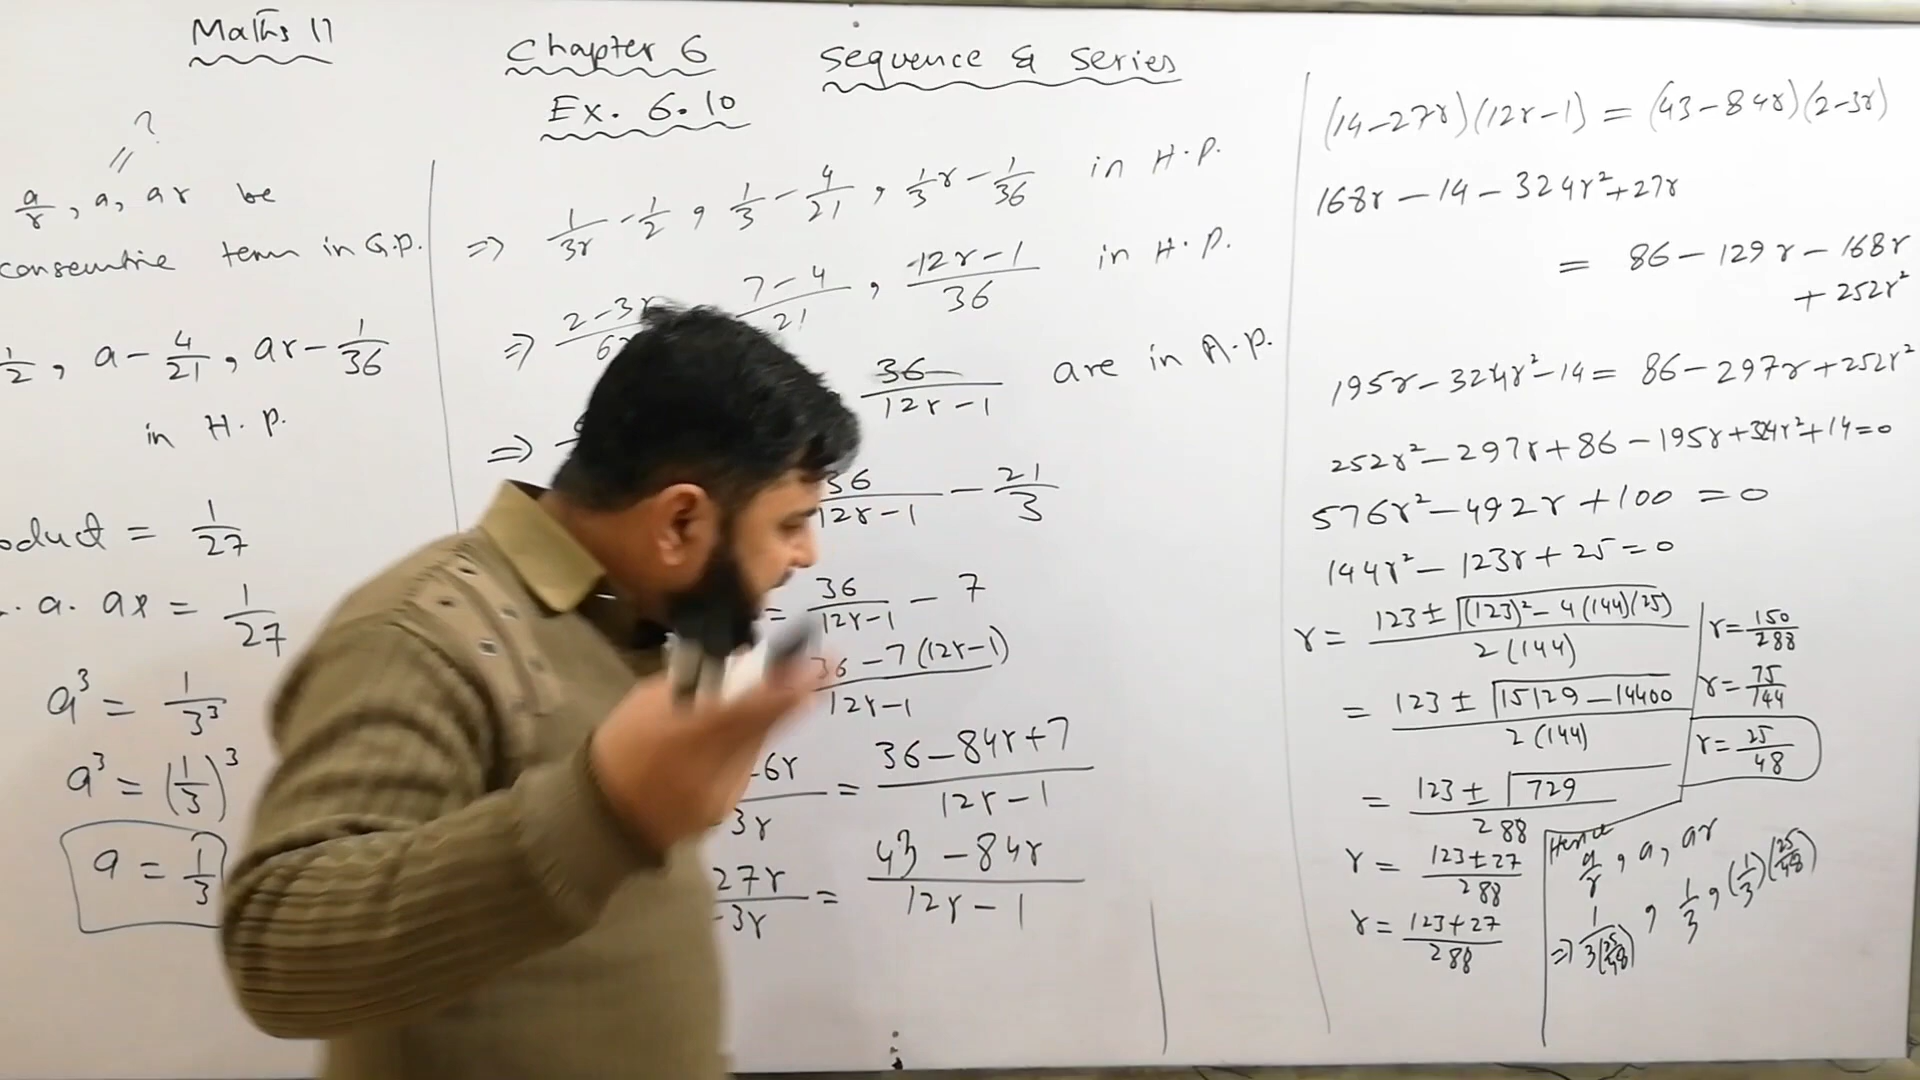 Maths 11
Chapter 6 Sequence & Series
Ex. 6.10
?
a/r, a, ar be
consecutive term in G.p.
1/2, a - 4/21, ar - 1/36
in H.p.
oduct = 1/27
. a. ar = 1/27
a³ = 1/3³
a³ = (1/3)³
a = 1/3
=> 1/3r - 1/2, 1/3 - 4/21, 1/3 r - 1/36 in H.p.
=> 2-3r/6r 7-4/21, 12r-1/36 in H.p.
=> 36/12r-1 are in A.p.
36/12r-1 - 21/3
= 36/12r-1 - 7
36-7(12r-1)/12r-1
-6r/3r = 36-84r+7/12r-1
27r/-3r = 43-84r/12r-1
(14-27r)(12r-1) = (43-84r)(2-3r)
168r - 14 - 324r² + 27r
= 86 - 129r - 168r
+ 252r²
195r - 324r² - 14 = 86 - 297r + 252r²
252r² - 297r + 86 - 195r + 324r² + 14 = 0
576r² - 492r + 100 = 0
144r² - 123r + 25 = 0
r = 123 ± √(123)² - 4(144)(25) / 2(144)
= 123 ± √15129 - 14400 / 2(144)
= 123 ± √729 / 288
r = 123±27/288
r = 123+27/288
r = 150/288
r = 75/144
r = 25/48
Hence
a/r, a, ar
=> 1/3(25/48), 1/3, (1/3)(25/48)